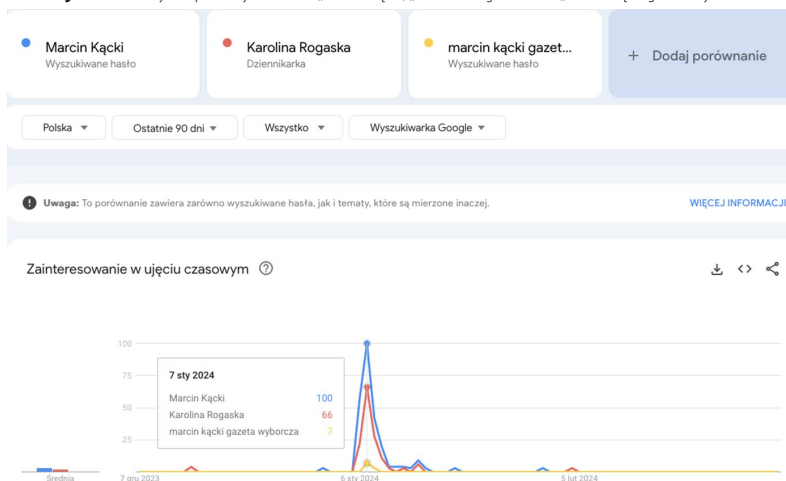 Marcin Kącki
Wyszukiwane hasło
Karolina Rogaska
Dziennikarka
marcin kącki gazet...
Wyszukiwane hasło
+ Dodaj porównanie
Polska
Ostatnie 90 dni
Wszystko
Wyszukiwarka Google
Uwaga: To porównanie zawiera zarówno wyszukiwane hasła, jak i tematy, które są mierzone inaczej.
WIĘCEJ INFORMACJI
Zainteresowanie w ujęciu czasowym
100
75
50
25
7 sty 2024
Marcin Kącki 100
Karolina Rogaska 66
marcin kącki gazeta wyborcza 7
Średnia
7 gru 2023
6 sty 2024
5 lut 2024